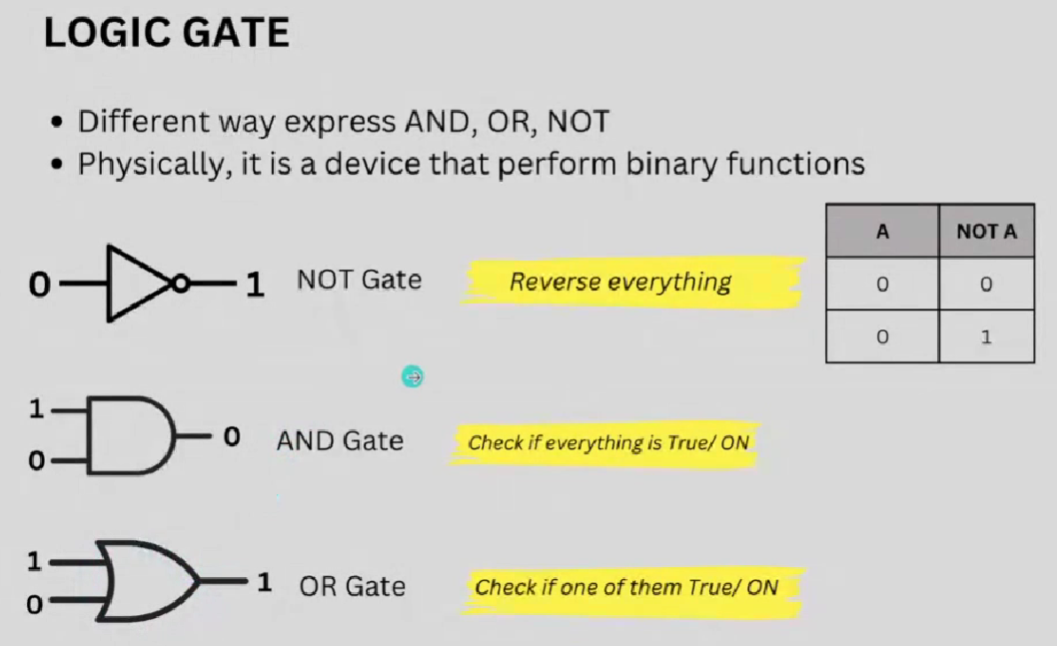 LOGIC GATE
• Different way express AND, OR, NOT
• Physically, it is a device that perform binary functions
A NOT A
0 0
0 1
0 1 NOT Gate Reverse everything
1
0 0 AND Gate Check if everything is True/ ON
1
0 1 OR Gate Check if one of them True/ ON